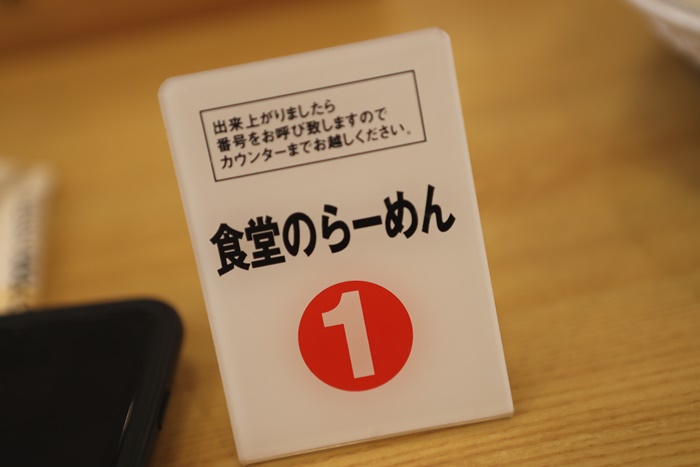 出来上がりましたら
番号をお呼び致しますので
カウンターまでお越しください。
食堂のらーめん
1